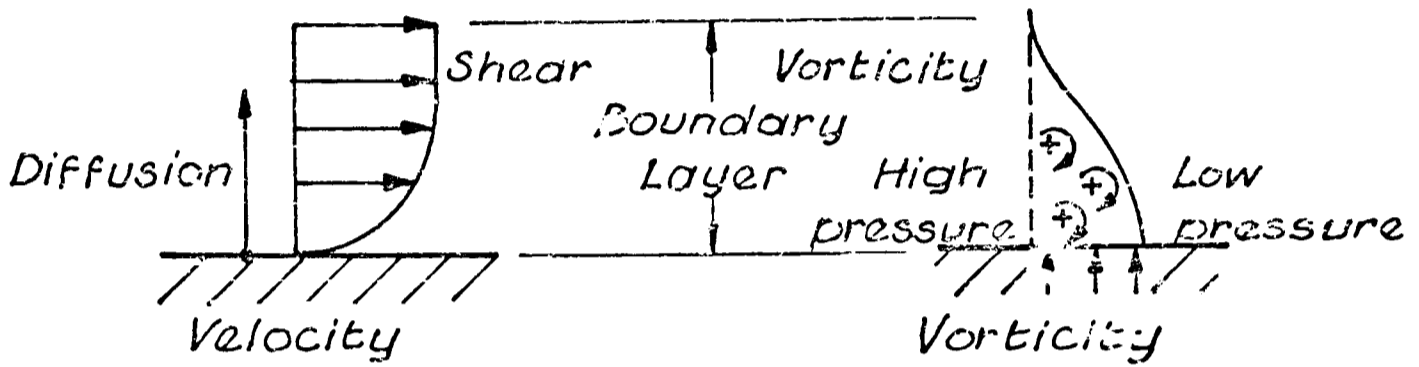 Shear
Vorticity
Boundary
Layer
Diffusion
High
pressure
Low
pressure
Velocity
Vorticity